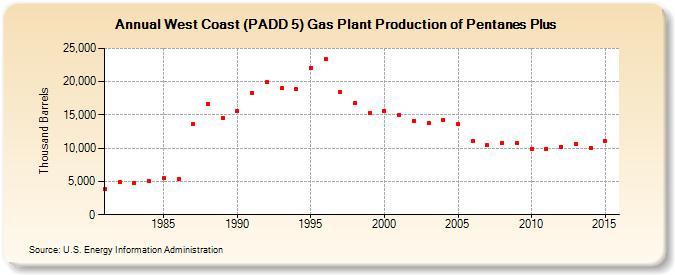 Annual West Coast (PADD 5) Gas Plant Production of Pentanes Plus
Thousand Barrels
25,000
20,000
15,000
10,000
5,000
0
1985 1990 1995 2000 2005 2010 2015
Source: U.S. Energy Information Administration